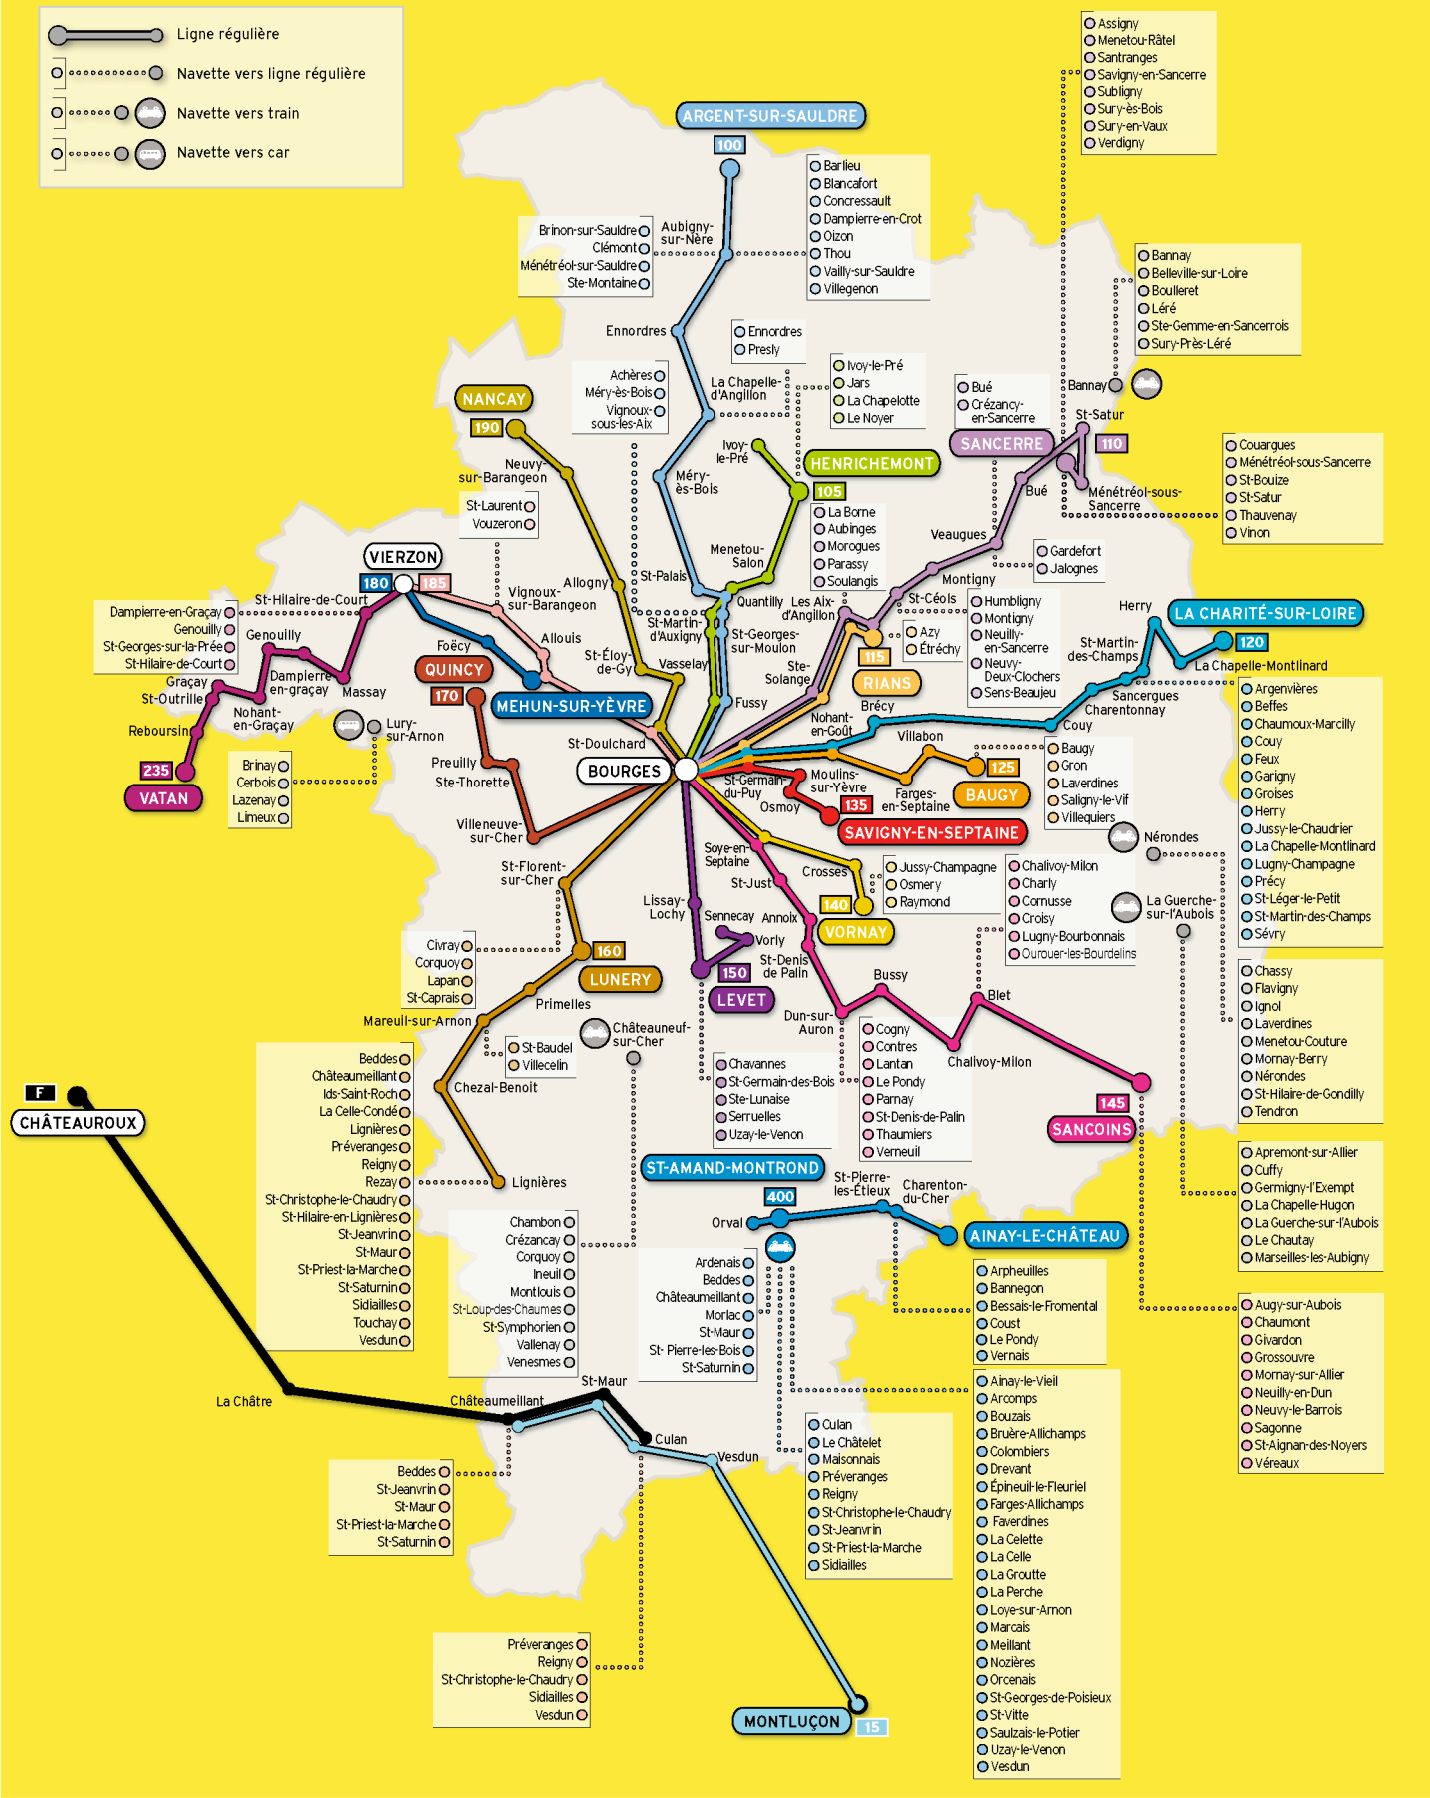 Ligne régulière
Navette vers ligne régulière
Navette vers train
Navette vers car
Assigny
Menetou-Râtel
Santranges
Savigny-en-Sancerre
Subligny
Sury-ès-Bois
Sury-en-Vaux
Verdigny
ARGENT-SUR-SAULDRE
100
Barlieu
Blancafort
Concressault
Dampierre-en-Crot
Oizon
Thou
Vailly-sur-Sauldre
Villegenon
Brinon-sur-Sauldre
Clémont
Ménétréol-sur-Sauldre
Ste-Montaine
Aubigny-
sur-Nère
Bannay
Belleville-sur-Loire
Boulleret
Léré
Ste-Gemme-en-Sancerrois
Sury-Près-Léré
Bannay
Ennordres
Ennordres
Presly
Achères
Méry-ès-Bois
Vignoux-
sous-les-Aix
La Chapelle-
d'Angillon
Ivoy-le-Pré
Jars
La Chapelotte
Le Noyer
Bué
Crézancy-
en-Sancerre
St-Satur
SANCERRE
110
NANCAY
190
Ivoy-
le-Pré
HENRICHEMONT
105
Couargues
Ménétréol-sous-Sancerre
St-Bouize
St-Satur
Thauvenay
Vinon
Neuvy-
sur-Barangeon
Méry-
ès-Bois
Bué
Ménétréol-sous-
Sancerre
St-Laurent
Vouzeron
La Borne
Aubinges
Morogues
Parassy
Soulangis
Veaugues
Gardefort
Jalognes
VIERZON
180
185
Menetou-
Salon
Montigny
St-Hilaire-de-Court
Vignoux-
sur-Barangeon
Allogny
St-Palais
Quantilly
Les Aix-
d'Angillon
St-Céols
Humbligny
Montigny
Neuilly-
en-Sancerre
Neuvy-
Deux-Clochers
Sens-Beaujeu
Herry
LA CHARITÉ-SUR-LOIRE
120
Dampierre-en-Graçay
Genouilly
St-Georges-sur-la-Prée
St-Hilaire-de-Court
Genouilly
Foëcy
Allouis
St-Martin-
d'Auxigny
St-Georges-
sur-Moulon
Azy
Étréchy
115
RIANS
St-Martin-
des-Champs
La Chapelle-Montlinard
Graçay
St-Outrille
Dampierre-
en-graçay
Massay
QUINCY
170
St-Éloy-
de-Gy
Vasselay
Ste-
Solange
Sancergues
Charentonnay
Nohant-
en-Graçay
MEHUN-SUR-YÈVRE
Fussy
Brécy
Nohant-
en-Goût
Couy
Argenvières
Beffes
Chaumoux-Marcilly
Couy
Feux
Garigny
Groises
Herry
Jussy-le-Chaudrier
La Chapelle-Montlinard
Lugny-Champagne
Précy
St-Léger-le-Petit
St-Martin-des-Champs
Sévry
Reboursin
Lury-
sur-Arnon
St-Doulchard
Villabon
235
VATAN
Brinay
Cerbois
Lazenay
Limeux
Preuilly
Ste-Thorette
BOURGES
St-Germain-
du-Puy
Moulins-
sur-Yèvre
Osmoy
135
Farges-
en-Septaine
125
BAUGY
Baugy
Gron
Laverdines
Saligny-le-Vif
Villequiers
SAVIGNY-EN-SEPTAINE
Villeneuve-
sur-Cher
Soye-en-
Septaine
Nérondes
St-Florent-
sur-Cher
Crosses
St-Just
Jussy-Champagne
Osmery
Raymond
Chalivoy-Milon
Charly
Cornusse
Croisy
Lugny-Bourbonnais
Ourouer-les-Bourdelins
La Guerche-
sur-l'Aubois
140
VORNAY
Lissay-
Lochy
Sennecay
Vorly
Annoix
St-Denis
de Palin
Civray
Corquoy
Lapan
St-Caprais
160
LUNERY
150
LEVET
Bussy
Blet
Chassy
Flavigny
Ignol
Laverdines
Menetou-Couture
Mornay-Berry
Nérondes
St-Hilaire-de-Gondilly
Tendron
Primelles
Mareuil-sur-Arnon
Châteauneuf-
sur-Cher
Dun-sur-
Auron
Chalivoy-Milon
St-Baudel
Villecelin
Cogny
Contres
Lantan
Le Pondy
Parnay
St-Denis-de-Palin
Thaumiers
Verneuil
Chavannes
St-Germain-des-Bois
Ste-Lunaise
Serruelles
Uzay-le-Venon
Chezal-Benoit
145
SANCOINS
F
CHÂTEAUROUX
Beddes
Châteaumeillant
Ids-Saint-Roch
La Celle-Condé
Lignières
Préveranges
Reigny
Rezay
St-Christophe-le-Chaudry
St-Hilaire-en-Lignières
St-Jeanvrin
St-Maur
St-Priest-la-Marche
St-Saturnin
Sidiailles
Touchay
Vesdun
Lignières
ST-AMAND-MONTROND
400
Orval
St-Pierre-
les-Étieux
Charenton-
du-Cher
AINAY-LE-CHÂTEAU
Apremont-sur-Allier
Cuffy
Germigny-l'Exempt
La Chapelle-Hugon
La Guerche-sur-l'Aubois
Le Chautay
Marseilles-les-Aubigny
Chambon
Crézancay
Corquoy
Ineuil
Montlouis
St-Loup-des-Chaumes
St-Symphorien
Vallenay
Venesmes
Ardenais
Beddes
Châteaumeillant
Morlac
St-Maur
St- Pierre-les-Bois
St-Saturnin
Arpheuilles
Bannegon
Bessais-le-Fromental
Coust
Le Pondy
Vernais
Augy-sur-Aubois
Chaumont
Givardon
Grossouvre
Mornay-sur-Allier
Neuilly-en-Dun
Neuvy-le-Barrois
Sagonne
St-Aignan-des-Noyers
Véreaux
La Châtre
Châteaumeillant
St-Maur
Culan
Vesdun
Ainay-le-Vieil
Arcomps
Bouzais
Bruère-Allichamps
Colombiers
Drevant
Épineuil-le-Fleuriel
Farges-Allichamps
Faverdines
La Celette
La Celle
La Groutte
La Perche
Loye-sur-Arnon
Marcais
Meillant
Nozières
Orcenais
St-Georges-de-Poisieux
St-Vitte
Saulzais-le-Potier
Uzay-le-Venon
Vesdun
Culan
Le Châtelet
Maisonnais
Préveranges
Reigny
St-Christophe-le-Chaudry
St-Jeanvrin
St-Priest-la-Marche
Sidiailles
Beddes
St-Jeanvrin
St-Maur
St-Priest-la-Marche
St-Saturnin
Préveranges
Reigny
St-Christophe-le-Chaudry
Sidiailles
Vesdun
MONTLUÇON
15